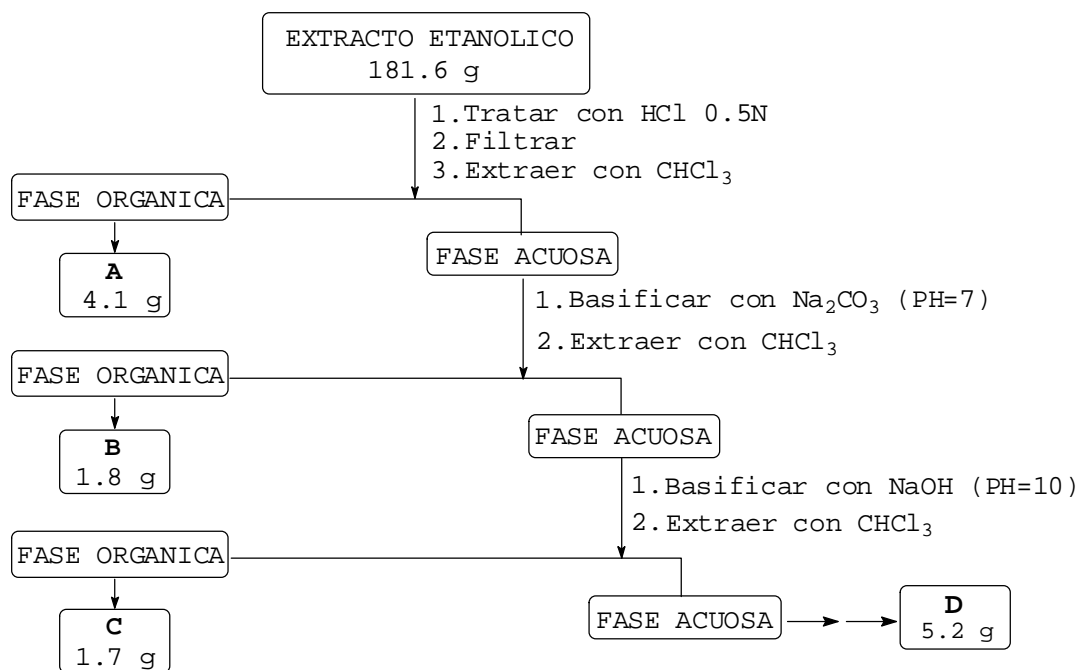 EXTRACTO ETANOLICO
181.6 g
1.Tratar con HCl 0.5N
2.Filtrar
3.Extraer con CHCl₃
FASE ORGANICA
A
4.1 g
FASE ACUOSA
1.Basificar con Na₂CO₃ (PH=7)
2.Extraer con CHCl₃
FASE ORGANICA
B
1.8 g
FASE ACUOSA
1.Basificar con NaOH (PH=10)
2.Extraer con CHCl₃
FASE ORGANICA
C
1.7 g
FASE ACUOSA
D
5.2 g